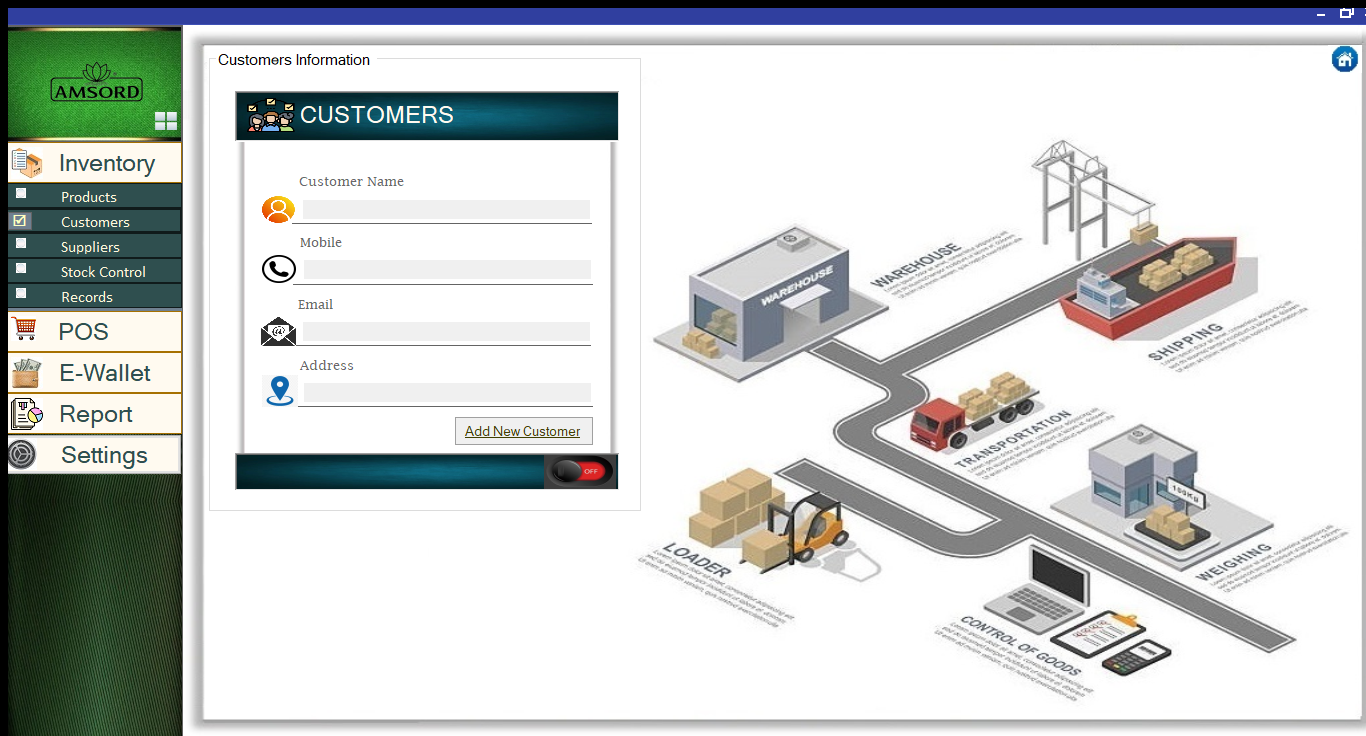 AMSORD
Inventory
Products
Customers
Suppliers
Stock Control
Records
POS
E-Wallet
Report
Settings
Customers Information
CUSTOMERS
Customer Name
Mobile
Email
Address
Add New Customer
OFF
WAREHOUSE
WAREHOUSE
SHIPPING
TRANSPORTATION
150Kg
WEIGHING
LOADER
CONTROL OF GOODS